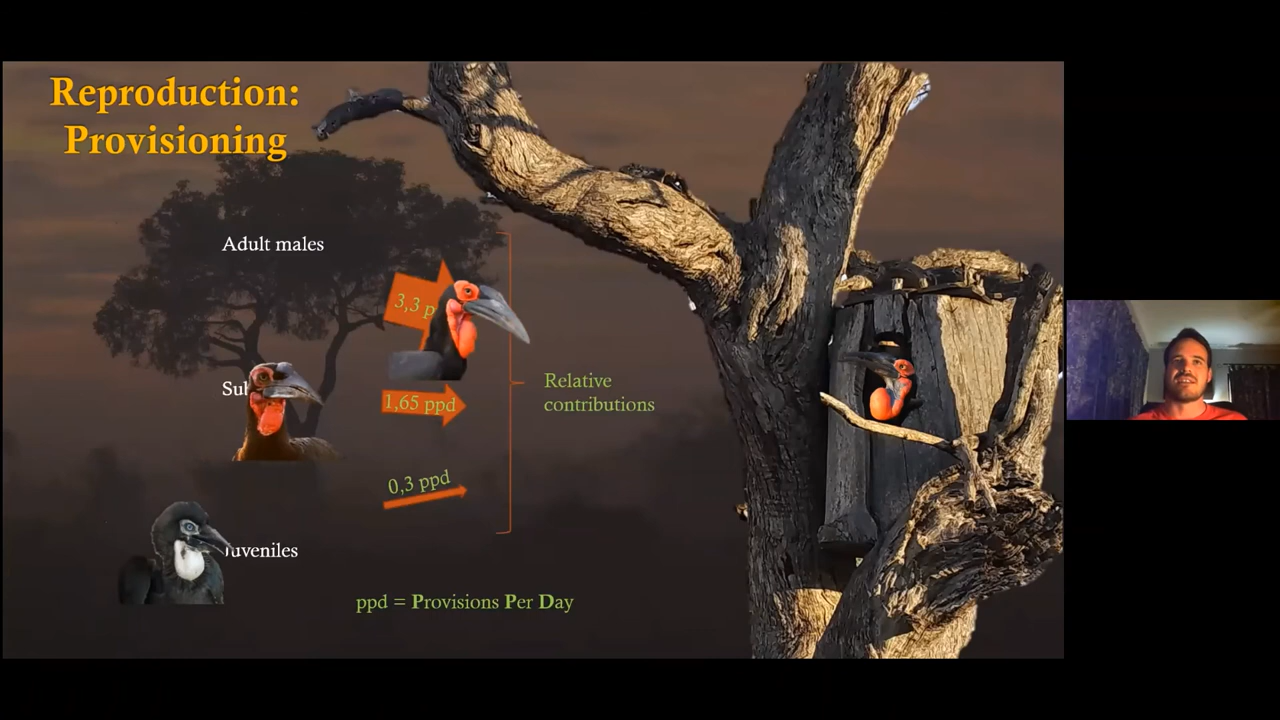 Reproduction:
Provisioning
Adult males
3,3 p
Sul
1,65 ppd
Relative
contributions
0,3 ppd
Juveniles
ppd = Provisions Per Day